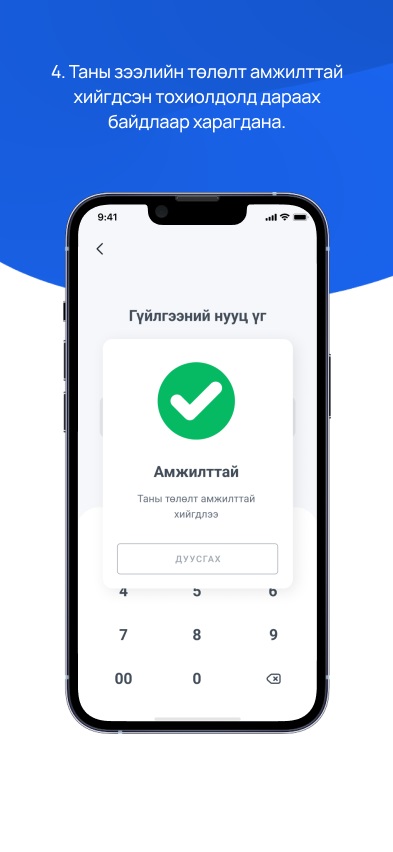 4. Таны зээлийн төлөлт амжилттай
хийгдсэн тохиолдолд дараах
байдлаар харагдана.
9:41
Гүйлгээний нууц үг
Амжилттай
Таны төлөлт амжилттай
хийгдлээ
ДУУСГАХ
4 5 6
7 8 9
00 0